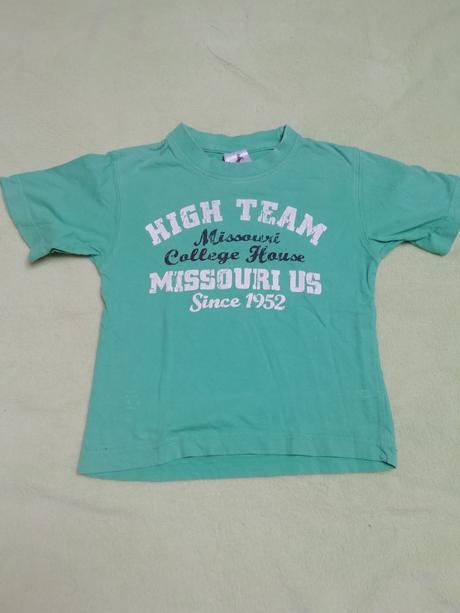 HIGH TEAM
Missouri
College House
MISSOURI US
Since 1952